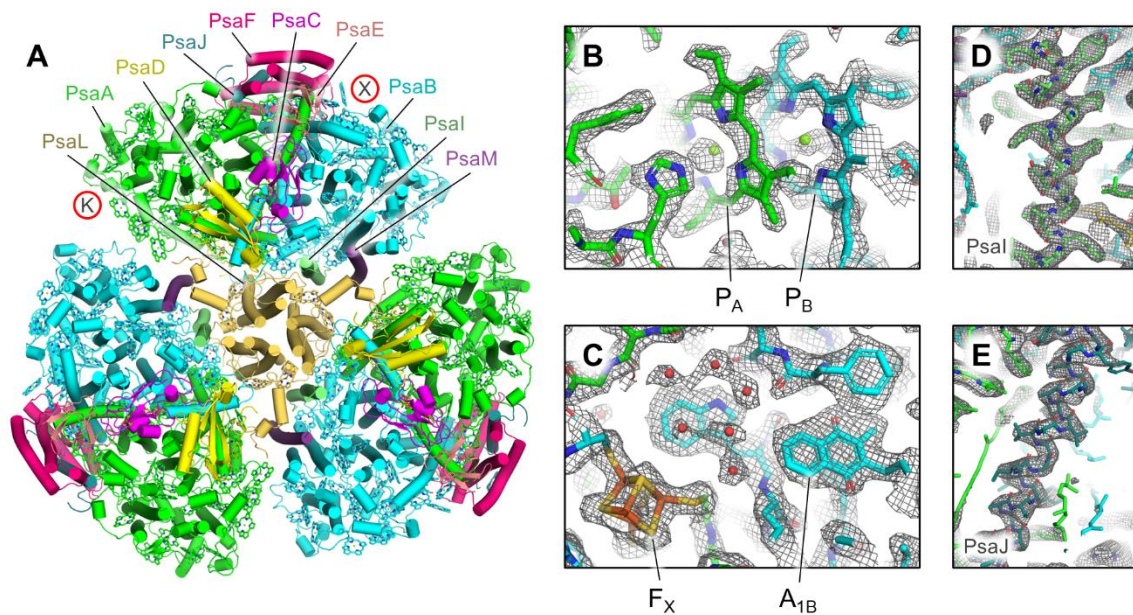 A
PsaF
PsaC
PsaE
PsaJ
PsaD
PsaB
PsaA
PsaI
PsaL
PsaM
X
K
B
P_A P_B
C
F_X A_1B
D
PsaI
E
PsaJ